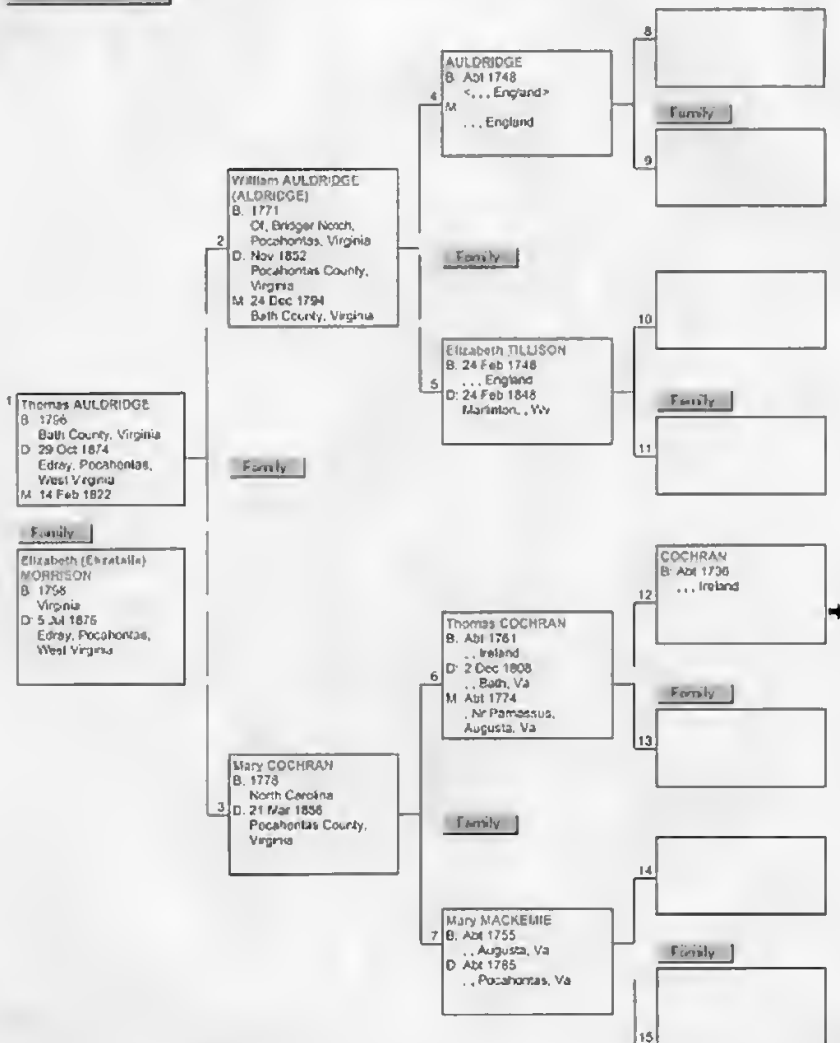 8
AULDRIDGE
B: Abt 1748
<, , , England>
4
M:
, , , England
Family
9
William AULDRIDGE
(ALDRIDGE)
B: 1771
Of, Bridger Notch,
Pocahontas, Virginia
2
D: Nov 1852
Pocahontas County,
Virginia
M: 24 Dec 1794
Bath County, Virginia
Family
10
Elizabeth TILLISON
B: 24 Feb 1748
, , , England
5
D: 24 Feb 1848
Marlinton, , Wv
Family
11
1
Thomas AULDRIDGE
B: 1796
Bath County, Virginia
D: 29 Oct 1874
Edray, Pocahontas,
West Virginia
M: 14 Feb 1822
Family
Family
Elizabeth
MORRISON
B: 1798
Virginia
D: 5 Jul 1876
Edray, Pocahontas,
West Virginia
COCHRAN
B: Abt 1736
, , , Ireland
12
Thomas COCHRAN
B: Abt 1761
, , Ireland
6
D: 2 Dec 1808
, , Bath, Va
M: Abt 1774
, Nr Parnassus,
Augusta, Va
Family
13
Mary COCHRAN
B: 1778
North Carolina
3
D: 21 Mar 1858
Pocahontas County,
Virginia
Family
14
Mary MACKEMIE
7
B: Abt 1755
, , Augusta, Va
D: Abt 1785
, , Pocahontas, Va
Family
15